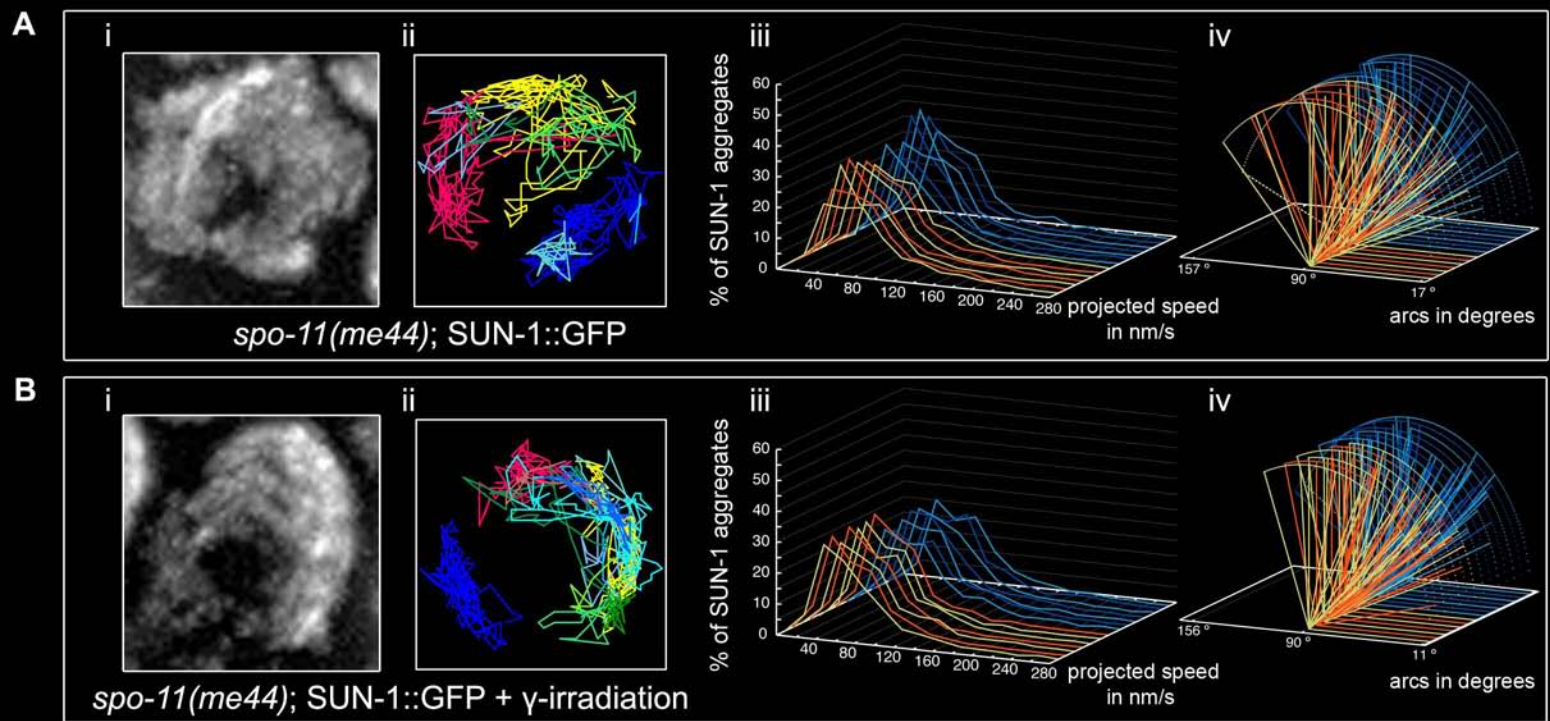 A
i
ii
iii
iv
% of SUN-1 aggregates
60
50
40
30
20
10
0
40
80
120
160
200
240
280
projected speed
in nm/s
157 °
90 °
17 °
arcs in degrees
spo-11(me44); SUN-1::GFP
B
i
ii
iii
iv
% of SUN-1 aggregates
60
50
40
30
20
10
0
40
80
120
160
200
240
280
projected speed
in nm/s
156 °
90 °
11 °
arcs in degrees
spo-11(me44); SUN-1::GFP + γ-irradiation